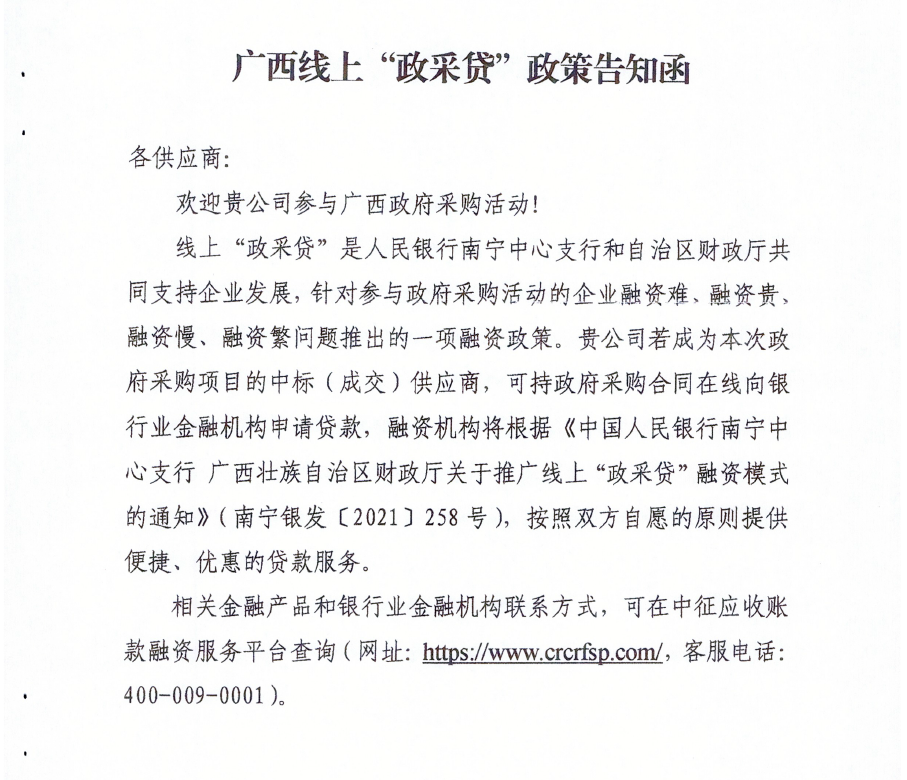 广西线上“政采贷”政策告知函
各供应商：
欢迎贵公司参与广西政府采购活动！
线上“政采贷”是人民银行南宁中心支行和自治区财政厅共
同支持企业发展，针对参与政府采购活动的企业融资难、融资贵、
融资慢、融资繁问题推出的一项融资政策。贵公司若成为本次政
府采购项目的中标（成交）供应商，可持政府采购合同在线向银
行业金融机构申请贷款，融资机构将根据《中国人民银行南宁中
心支行 广西壮族自治区财政厅关于推广线上“政采贷”融资模式
的通知》（南宁银发〔2021〕258号），按照双方自愿的原则提供
便捷、优惠的贷款服务。
相关金融产品和银行业金融机构联系方式，可在中征应收账
款融资服务平台查询（网址：https://www.crcrfsp.com/，客服电话：
400-009-0001）。